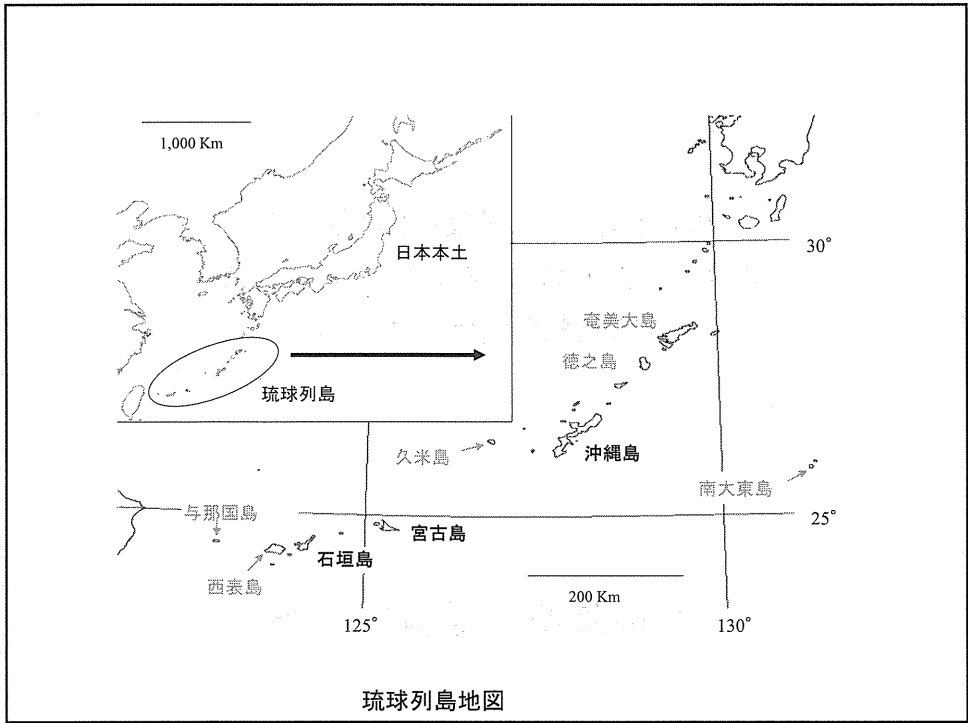 1,000 Km
日本本土
30°
奄美大島
徳之島
琉球列島
久米島
沖縄島
南大東島
与那国島
25°
宮古島
石垣島
西表島
200 Km
125°
130°
琉球列島地図